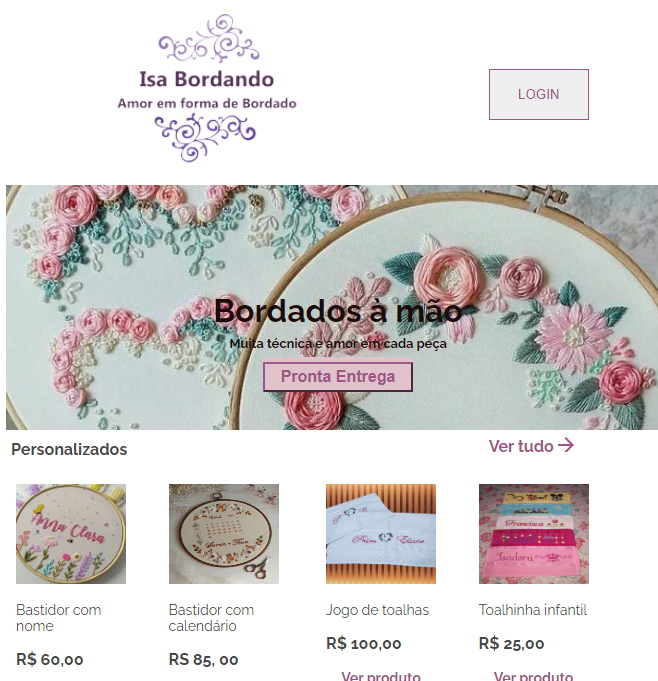 Isa Bordando
Amor em forma de Bordado
LOGIN
Bordados à mão
Muita técnica e amor em cada peça
Pronta Entrega
Personalizados
Ver tudo →
Anna Clara
Francisca
Isadora
Bastidor com
nome
Bastidor com
calendário
Jogo de toalhas
Toalhinha infantil
R$ 60,00
RS 85, 00
R$ 100,00
R$ 25,00
Ver produto
Ver produto